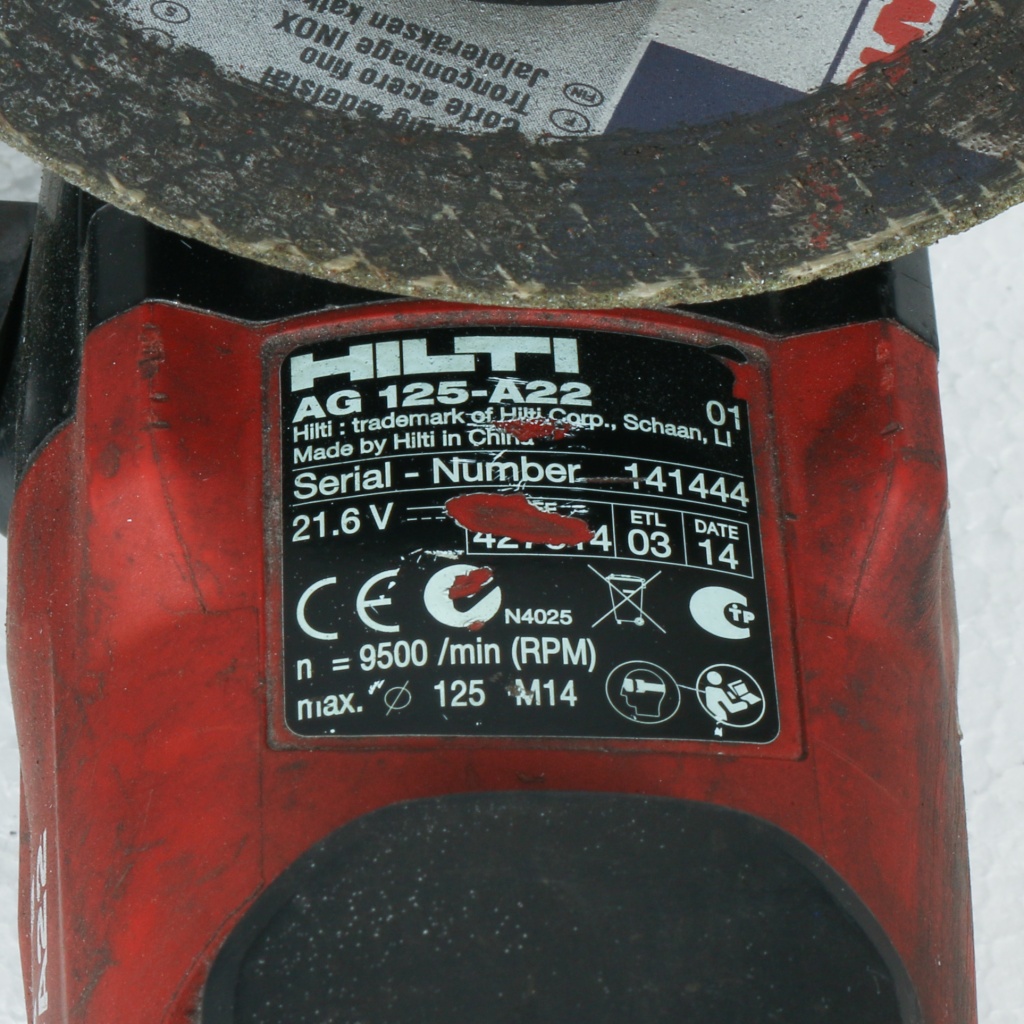 Jaloteräksen
Tronçonnage INOX
corte acero fino
HILTI
AG 125-A22
01
Hilti : trademark of Hilti Corp., Schaan, LI
Made by Hilti in China
Serial - Number 141444
21.6 V
ETL
03
DATE
14
CE
N4025
n = 9500 /min (RPM)
max. Ø 125 M14